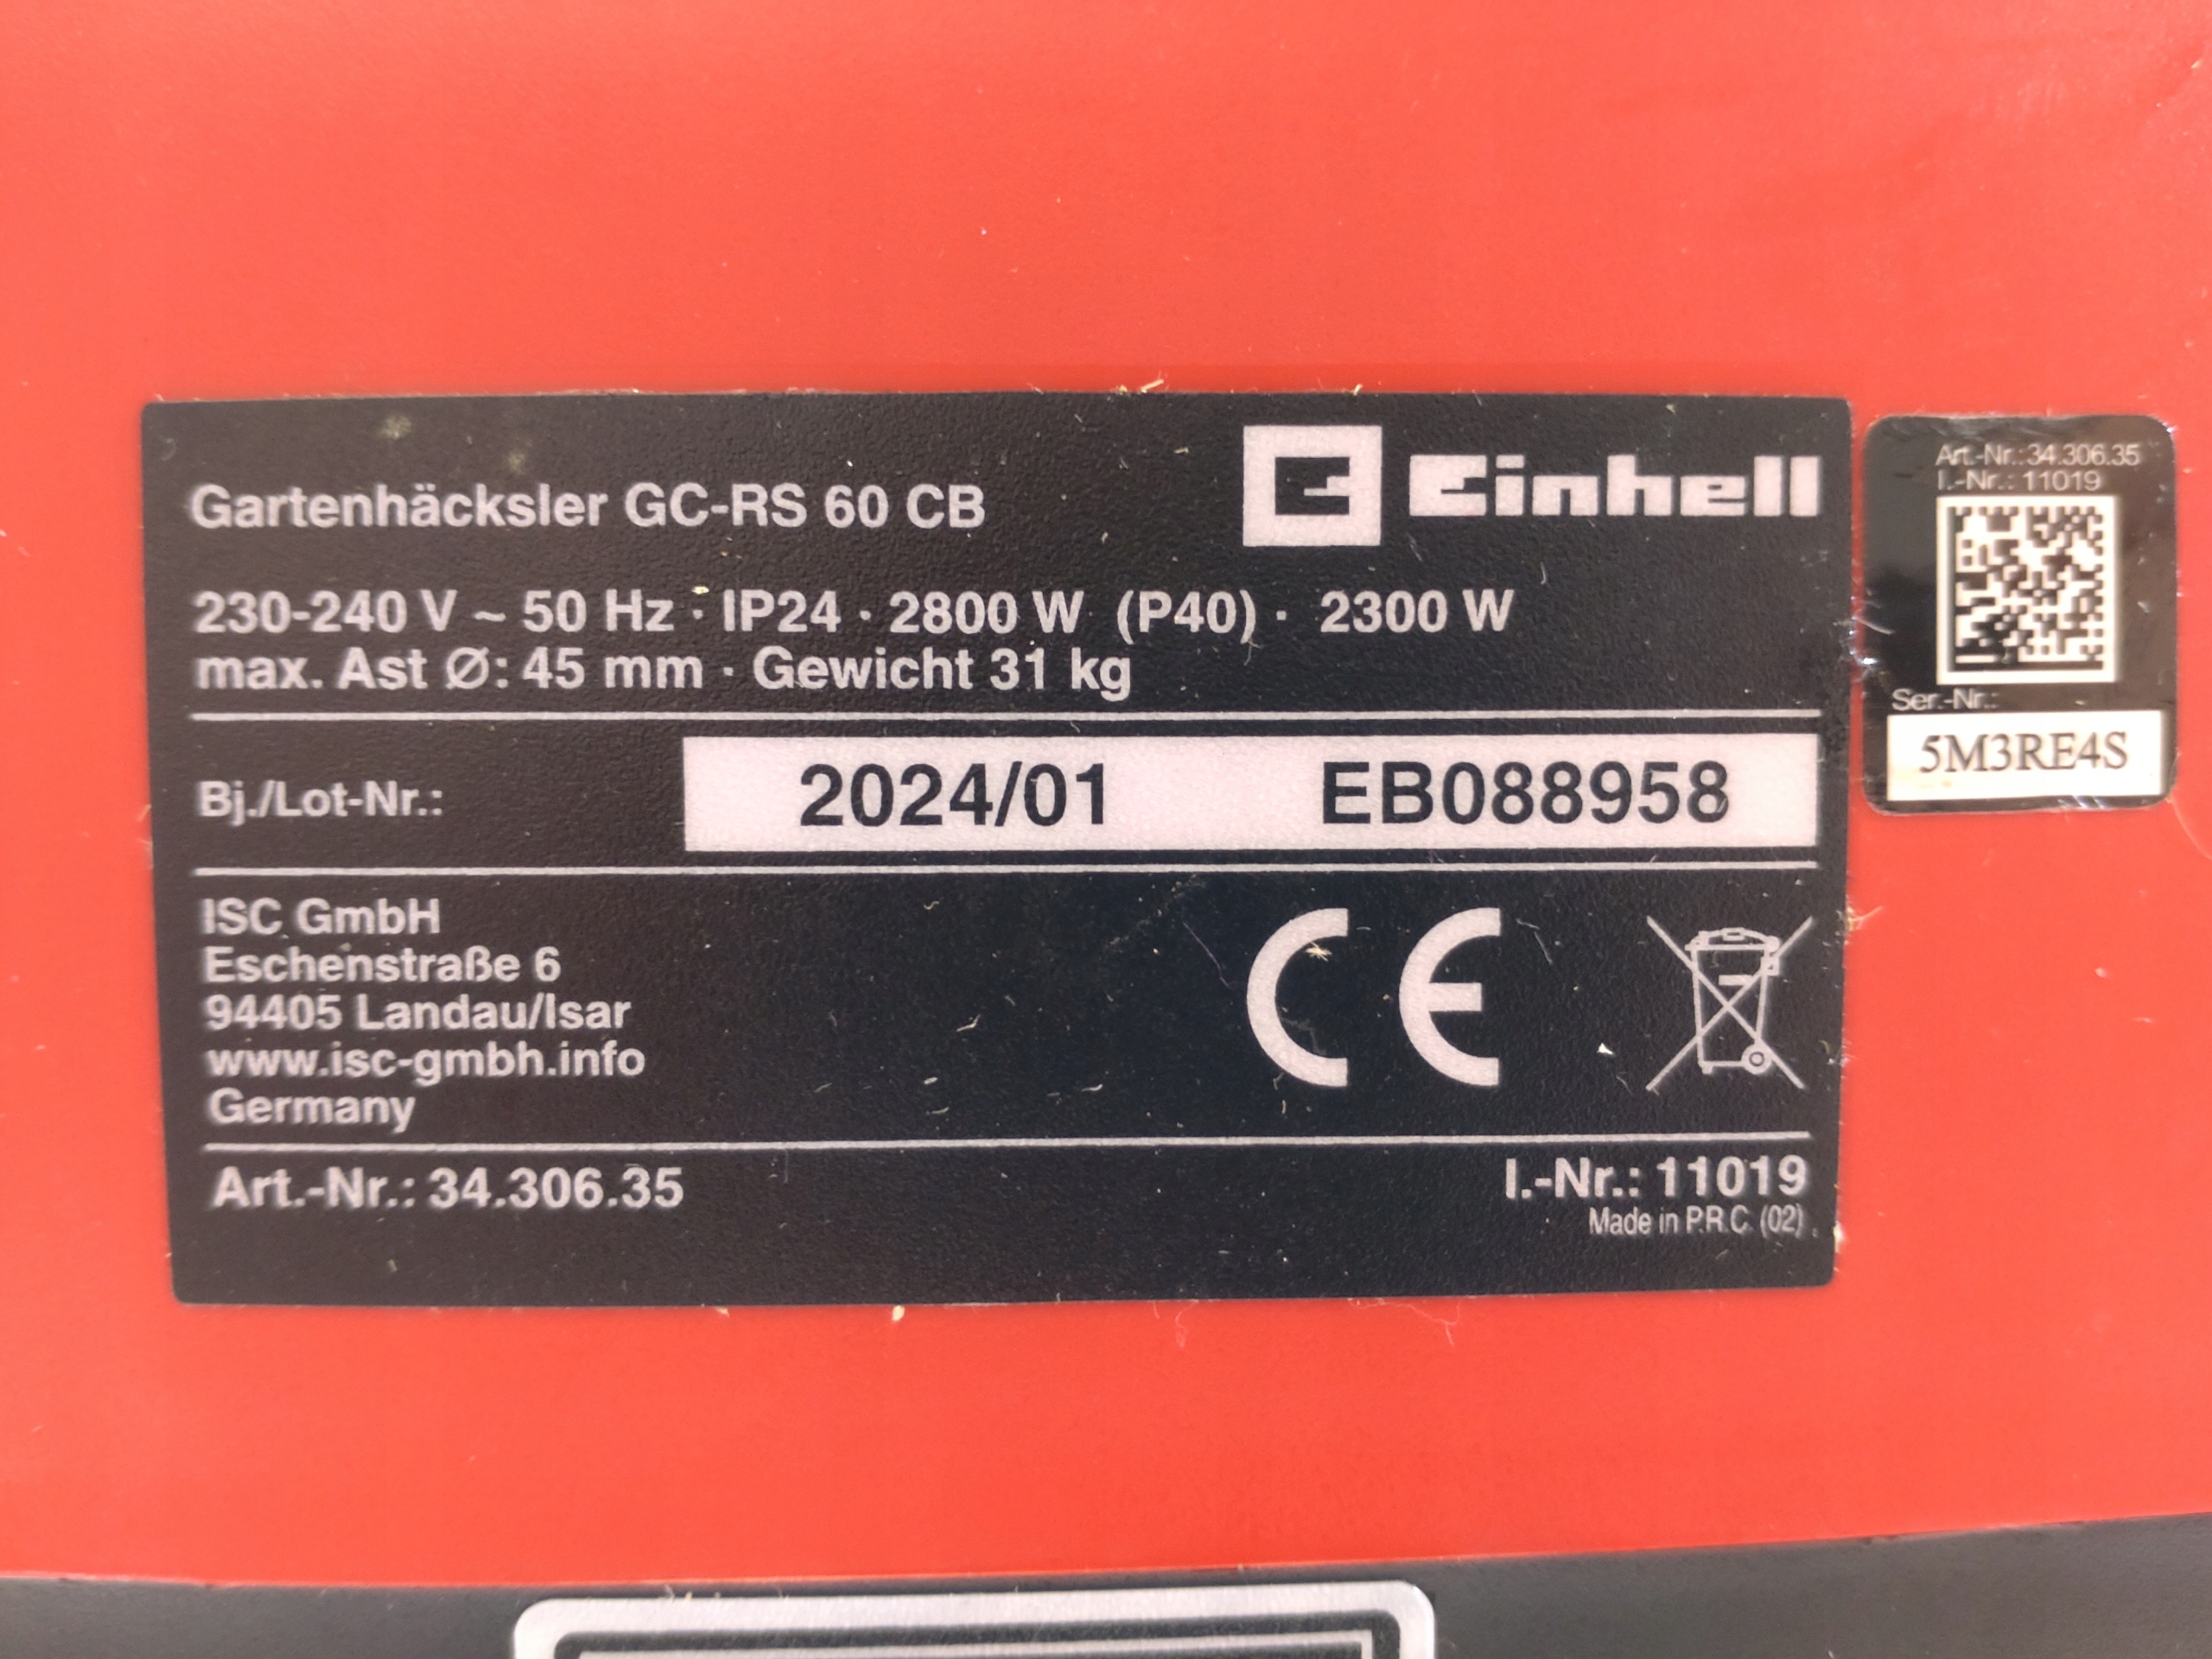 Gartenhäcksler GC-RS 60 CB
Einhell
230-240 V ~ 50 Hz · IP24 · 2800 W (P40) · 2300 W
max. Ast Ø: 45 mm · Gewicht 31 kg
Bj./Lot-Nr.: 2024/01 EB088958
ISC GmbH
Eschenstraße 6
94405 Landau/Isar
www.isc-gmbh.info
Germany
CE
Art.-Nr.: 34.306.35
I.-Nr.: 11019
Made in P.R.C. (02)
Art.-Nr.: 34.306.35
I.-Nr.: 11019
Ser.-Nr.:
5M3RE4S